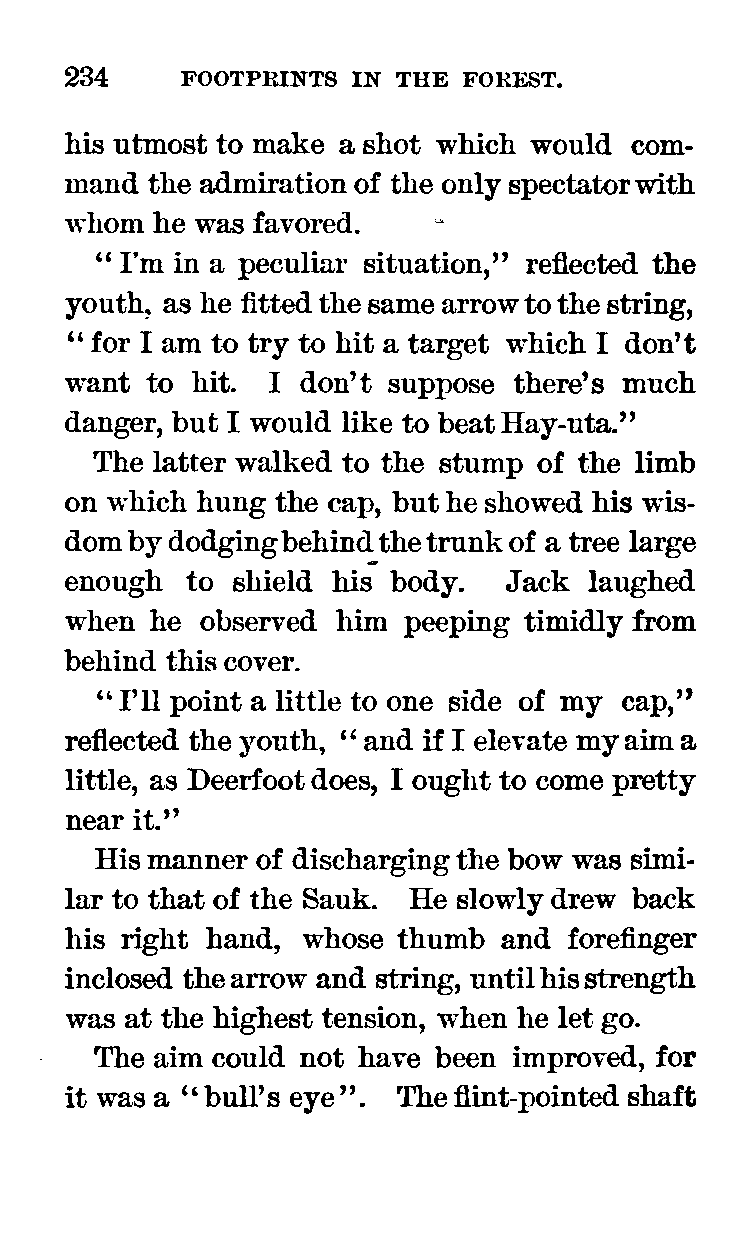 234 FOOTPRINTS IN THE FOREST.
his utmost to make a shot which would com-
mand the admiration of the only spectator with
whom he was favored.
“I'm in a peculiar situation,” reflected the
youth, as he fitted the same arrow to the string,
“for I am to try to hit a target which I don't
want to hit. I don't suppose there's much
danger, but I would like to beat Hay-uta.”
The latter walked to the stump of the limb
on which hung the cap, but he showed his wis-
dom by dodging behind the trunk of a tree large
enough to shield his body. Jack laughed
when he observed him peeping timidly from
behind this cover.
“I'll point a little to one side of my cap,”
reflected the youth, “and if I elevate my aim a
little, as Deerfoot does, I ought to come pretty
near it.”
His manner of discharging the bow was simi-
lar to that of the Sauk. He slowly drew back
his right hand, whose thumb and forefinger
inclosed the arrow and string, until his strength
was at the highest tension, when he let go.
The aim could not have been improved, for
it was a “bull's eye”. The flint-pointed shaft